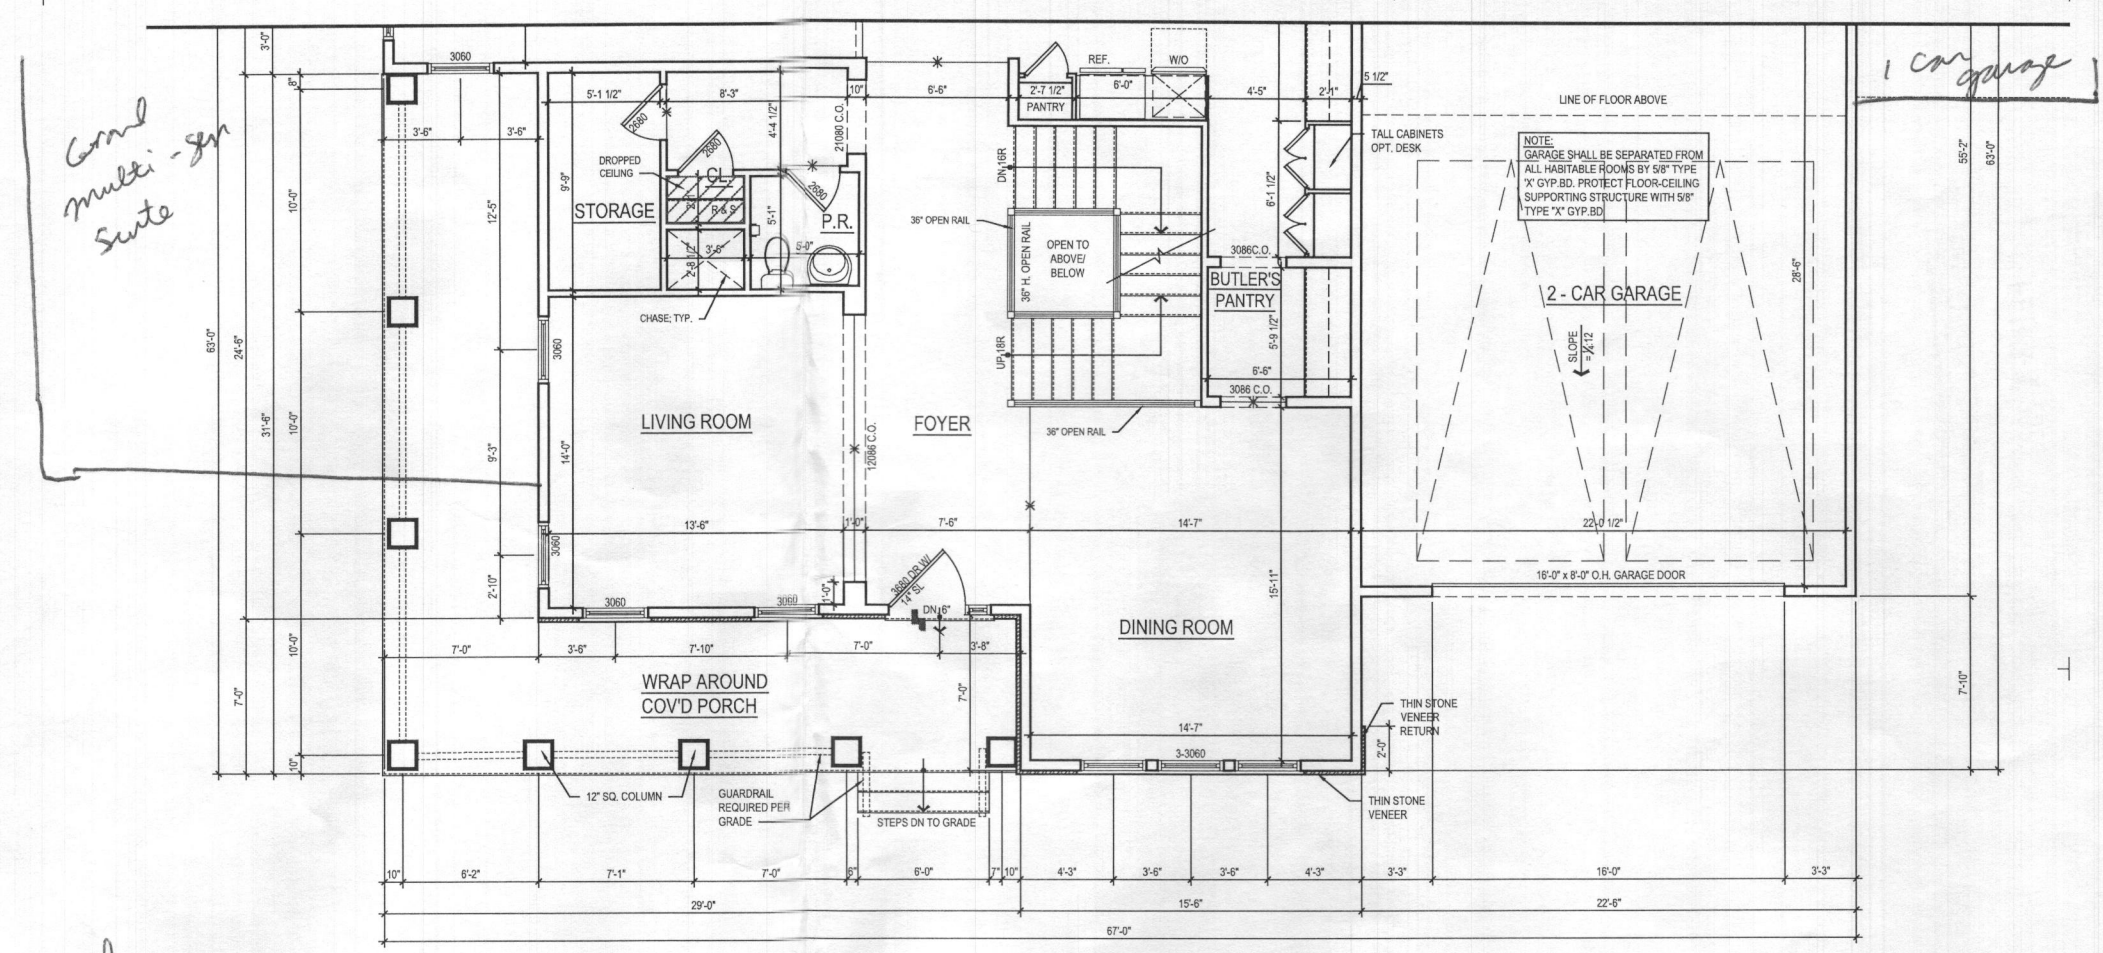 3'-0"
3060
REF.
W/O
1 car
garage
8"
5'-1 1/2"
8'-3"
10"
6'-6"
2'-7 1/2"
PANTRY
6'-0"
4'-5"
2'-1"
5 1/2"
LINE OF FLOOR ABOVE
Grand
multi-gen
Suite
3'-6"
3'-6"
2680
2680
4'-4 1/2"
21080 C.O.
TALL CABINETS
OPT. DESK
NOTE:
GARAGE SHALL BE SEPARATED FROM
ALL HABITABLE ROOMS BY 5/8" TYPE
'X' GYP.BD. PROTECT FLOOR-CEILING
SUPPORTING STRUCTURE WITH 5/8"
TYPE "X" GYP.BD
55'-2"
63'-0"
DROPPED
CEILING
CL.
2680
DN 16R
9'-9"
10'-0"
12'-5"
STORAGE
R & S
5'-1"
P.R.
36" OPEN RAIL
6'-1 1/2"
3'-6"
2'-8 1/2"
5'-0"
36" H. OPEN RAIL
OPEN TO
ABOVE/
BELOW
3086C.O.
BUTLER'S
PANTRY
2 - CAR GARAGE
28'-6"
CHASE; TYP.
63'-0"
24'-6"
3060
UP 18R
5'-9 1/2"
SLOPE
= 1/4:12
6'-6"
3086 C.O.
31'-6"
10'-0"
LIVING ROOM
FOYER
36" OPEN RAIL
9'-3"
14'-0"
12086 C.O.
13'-6"
1'-0"
7'-6"
14'-7"
22'-0 1/2"
3060
2'-10"
3680 DR W/
14" SL
16'-0" x 8'-0" O.H. GARAGE DOOR
15'-11"
3060
3060
1'-0"
DN 6"
DINING ROOM
10'-0"
7'-0"
3'-6"
7'-10"
7'-0"
3'-8"
7'-0"
WRAP AROUND
COV'D PORCH
7'-0"
7'-10"
THIN STONE
VENEER
RETURN
14'-7"
3-3060
2'-0"
10"
12" SQ. COLUMN
GUARDRAIL
REQUIRED PER
GRADE
STEPS DN TO GRADE
THIN STONE
VENEER
10"
6'-2"
7'-1"
7'-0"
6"
6'-0"
7"
10"
4'-3"
3'-6"
3'-6"
4'-3"
3'-3"
16'-0"
3'-3"
29'-0"
15'-6"
22'-6"
67'-0"